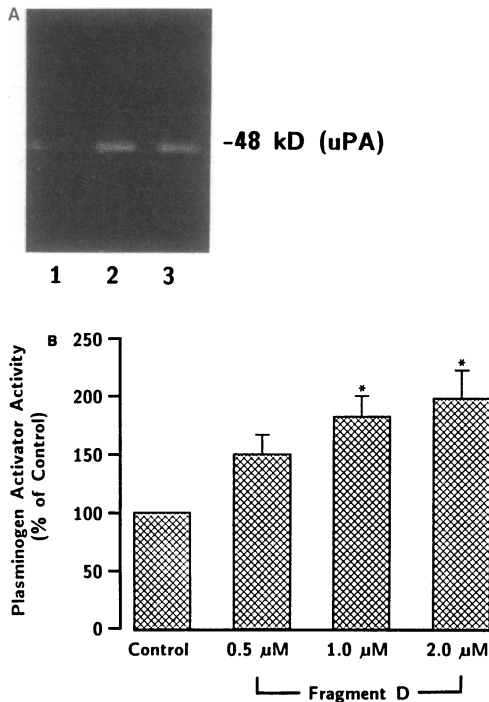 A
-48 kD (uPA)
1 2 3
B
Plasminogen Activator Activity
(% of Control)
250
200
150
100
50
0
*
*
Control 0.5 μM 1.0 μM 2.0 μM
Fragment D